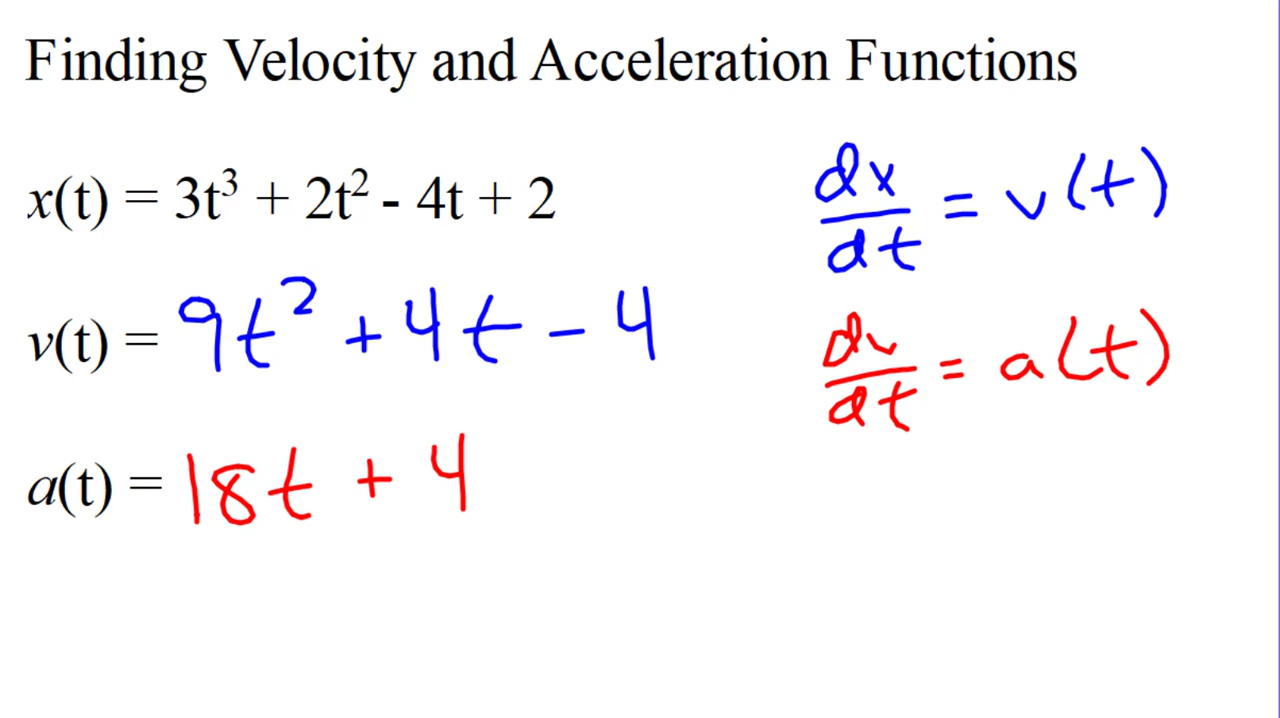 Finding Velocity and Acceleration Functions
x(t) = 3t³ + 2t² - 4t + 2
dx/dt = v(t)
v(t) = 9t² + 4t - 4
dv/dt = a(t)
a(t) = 18t + 4